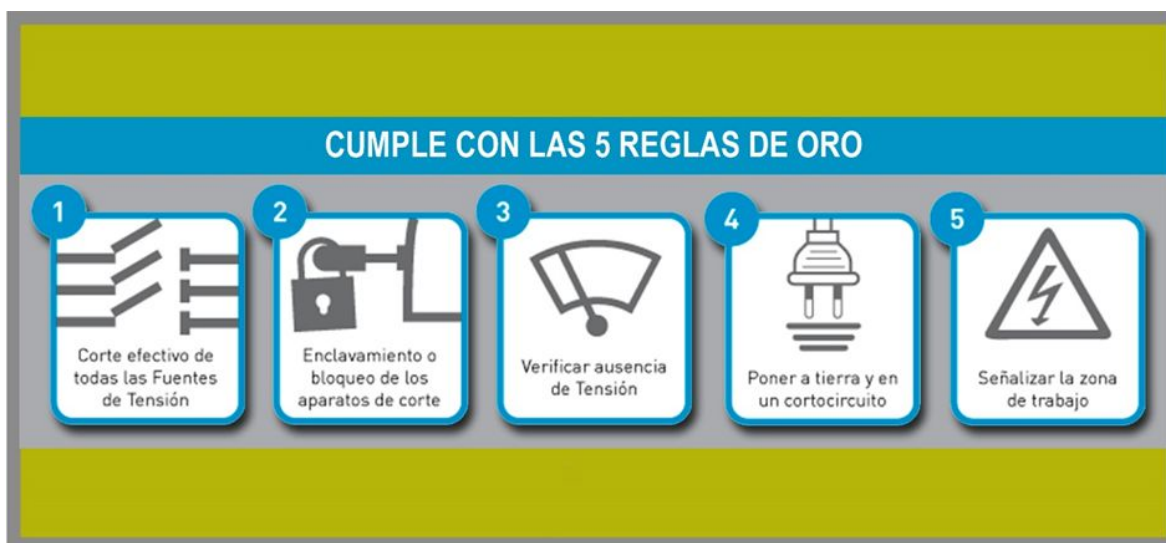 CUMPLE CON LAS 5 REGLAS DE ORO
1
Corte efectivo de
todas las Fuentes
de Tensión
2
Enclavamiento o
bloqueo de los
aparatos de corte
3
Verificar ausencia
de Tensión
4
Poner a tierra y en
un cortocircuito
5
Señalizar la zona
de trabajo